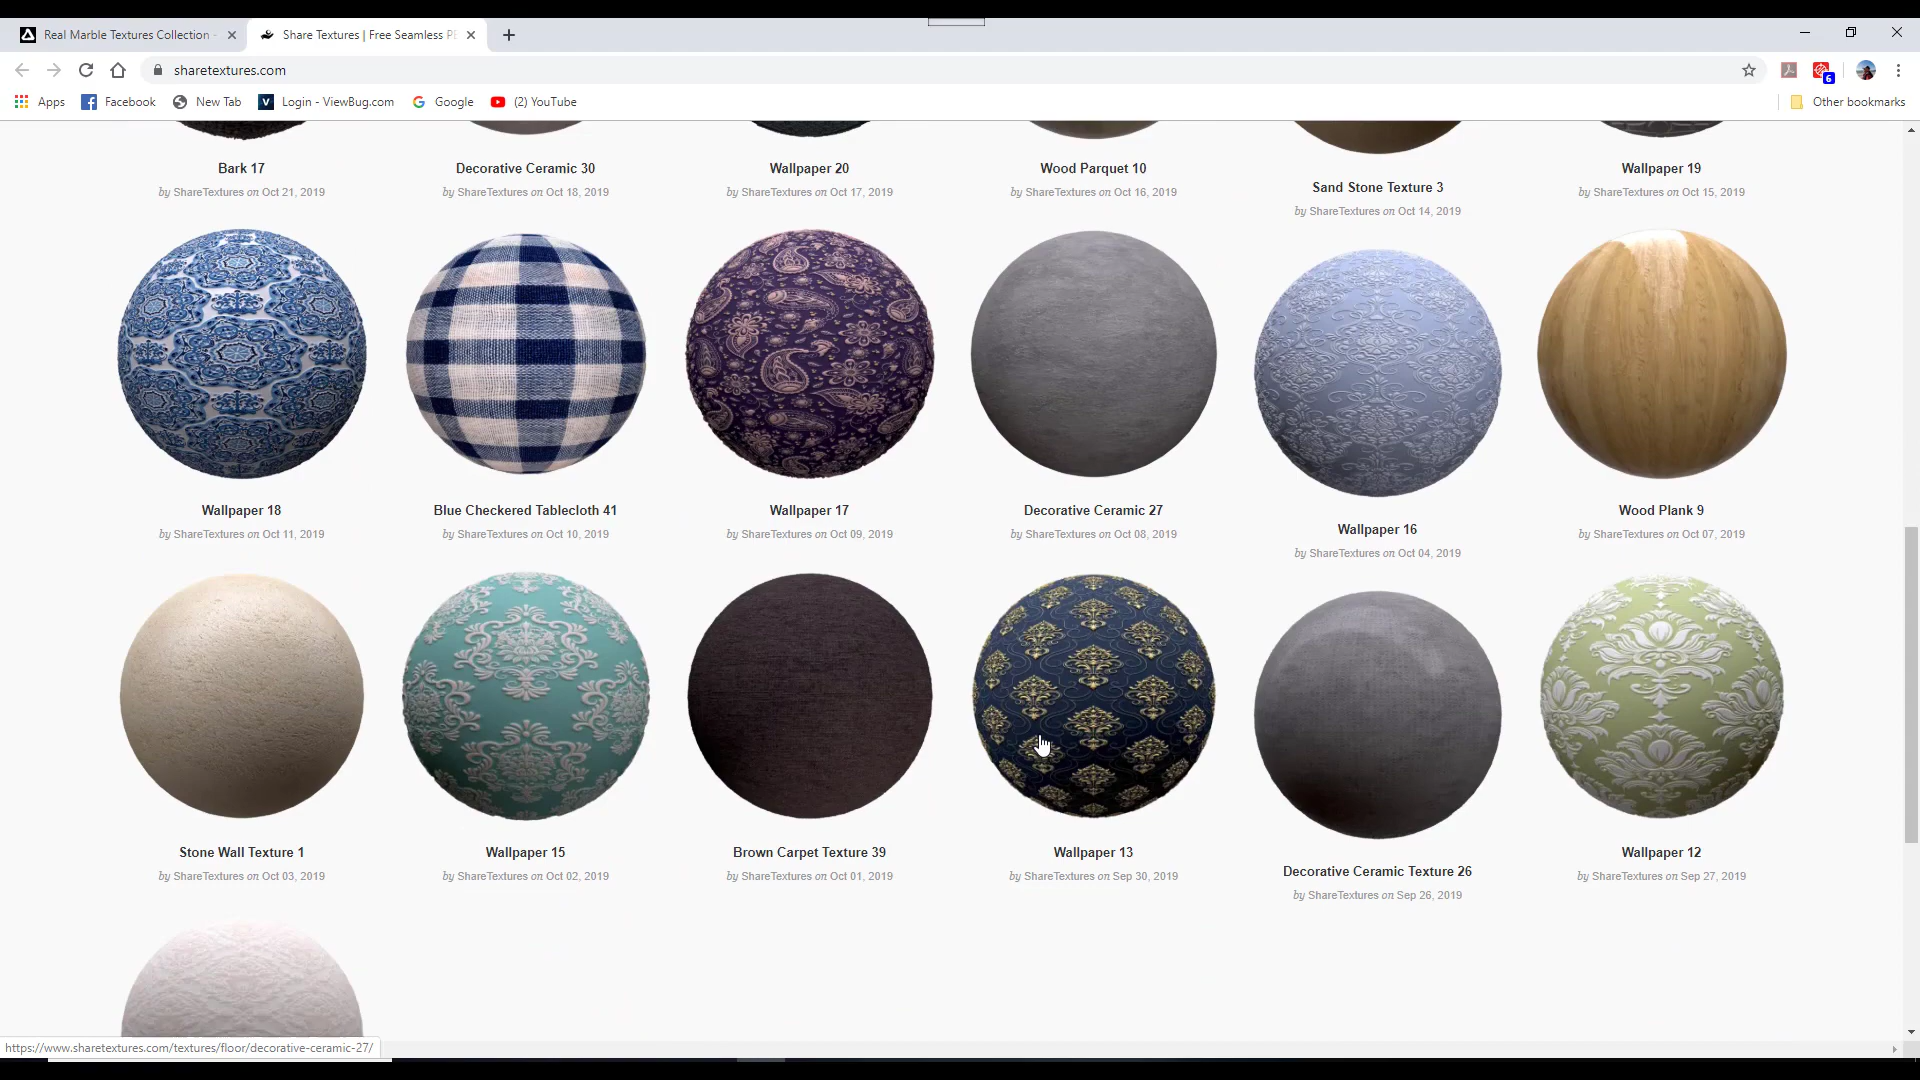 Real Marble Textures Collection -
Share Textures | Free Seamless P
sharetextures.com
6
Apps
Facebook
New Tab
V
Login - ViewBug.com
Google
(2) YouTube
Other bookmarks
Bark 17
by ShareTextures on Oct 21, 2019
Decorative Ceramic 30
by ShareTextures on Oct 18, 2019
Wallpaper 20
by ShareTextures on Oct 17, 2019
Wood Parquet 10
by ShareTextures on Oct 16, 2019
Sand Stone Texture 3
by ShareTextures on Oct 14, 2019
Wallpaper 19
by ShareTextures on Oct 15, 2019
Wallpaper 18
by ShareTextures on Oct 11, 2019
Blue Checkered Tablecloth 41
by ShareTextures on Oct 10, 2019
Wallpaper 17
by ShareTextures on Oct 09, 2019
Decorative Ceramic 27
by ShareTextures on Oct 08, 2019
Wallpaper 16
by ShareTextures on Oct 04, 2019
Wood Plank 9
by ShareTextures on Oct 07, 2019
Stone Wall Texture 1
by ShareTextures on Oct 03, 2019
Wallpaper 15
by ShareTextures on Oct 02, 2019
Brown Carpet Texture 39
by ShareTextures on Oct 01, 2019
Wallpaper 13
by ShareTextures on Sep 30, 2019
Decorative Ceramic Texture 26
by ShareTextures on Sep 26, 2019
Wallpaper 12
by ShareTextures on Sep 27, 2019
https://www.sharetextures.com/textures/floor/decorative-ceramic-27/